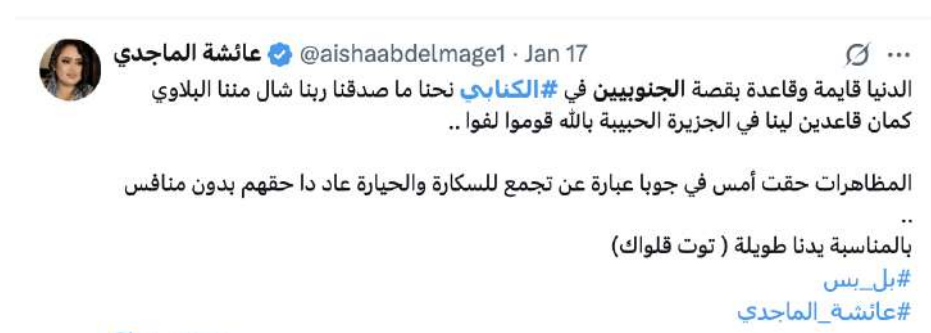 عائشة الماجدي @aishaabdelmage1 · Jan 17
الدنيا قايمة وقاعدة بقصة الجنوبيين في #الكنابي نحنا ما صدقنا ربنا شال مننا البلاوي
كمان قاعدين لينا في الجزيرة الحبيبة بالله قوموا لفوا ..
المظاهرات حقت أمس في جوبا عبارة عن تجمع للسكارة والحيارة عاد دا حقهم بدون منافس
..
بالمناسبة يدنا طويلة ( توت قلواك)
#بل_بس
#عائشة_الماجدي